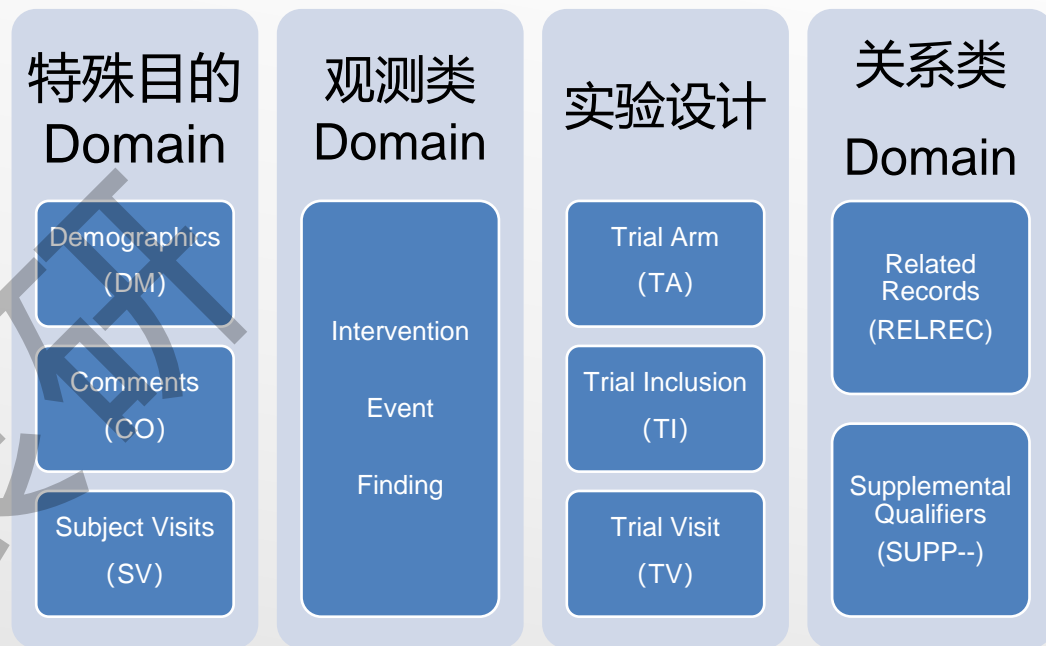 特殊目的
Domain
Demographics
(DM)
Comments
(CO)
Subject Visits
(SV)
观测类
Domain
Intervention
Event
Finding
实验设计
Trial Arm
(TA)
Trial Inclusion
(TI)
Trial Visit
(TV)
关系类
Domain
Related
Records
(RELREC)
Supplemental
Qualifiers
(SUPP--)
研